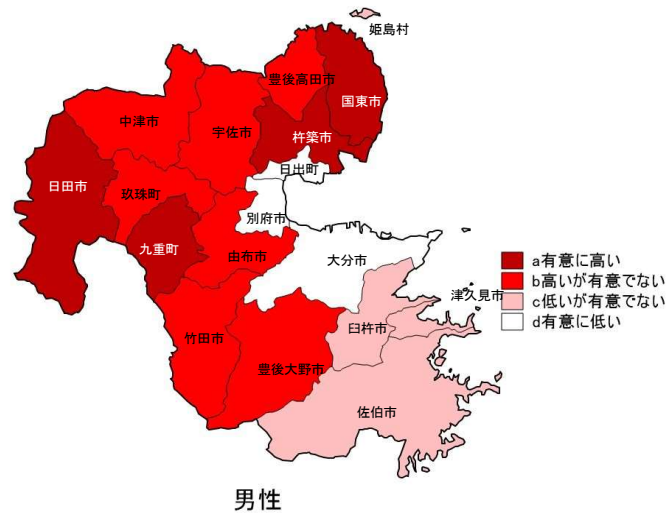 姫島村
豊後高田市
国東市
中津市
宇佐市
杵築市
日出町
日田市
玖珠町
別府市
九重町
由布市
大分市
a有意に高い
b高いが有意でない
c低いが有意でない
d有意に低い
津久見市
臼杵市
竹田市
豊後大野市
佐伯市
男性